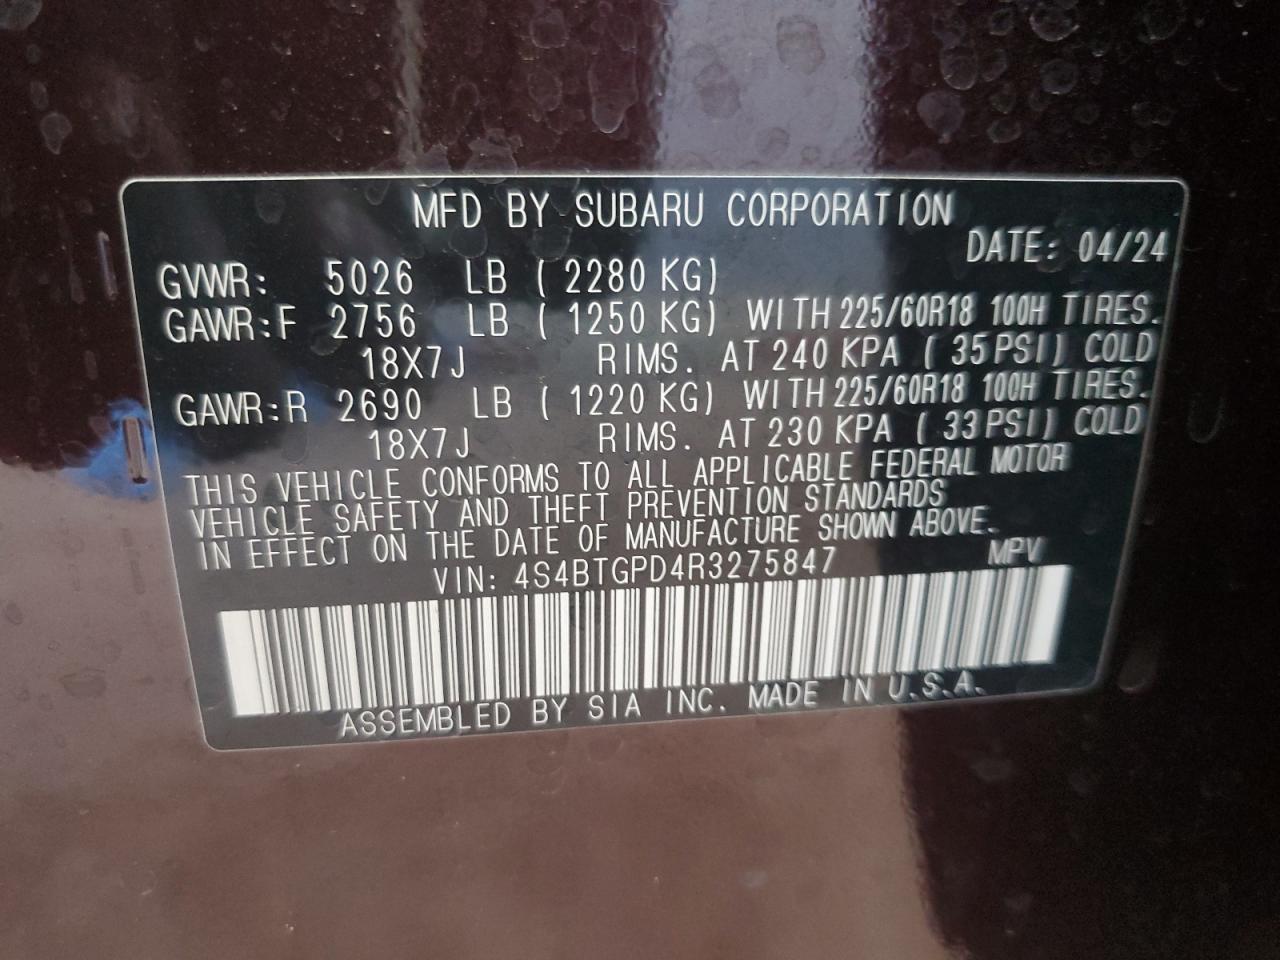 MFD BY SUBARU CORPORATION
DATE: 04/24
GVWR: 5026 LB ( 2280 KG)
GAWR:F 2756 LB ( 1250 KG) WITH 225/60R18 100H TIRES.
18X7J RIMS. AT 240 KPA ( 35PSI) COLD
GAWR:R 2690 LB ( 1220 KG) WITH 225/60R18 100H TIRES.
18X7J RIMS. AT 230 KPA ( 33PSI) COLD
THIS VEHICLE CONFORMS TO ALL APPLICABLE FEDERAL MOTOR
VEHICLE SAFETY AND THEFT PREVENTION STANDARDS
IN EFFECT ON THE DATE OF MANUFACTURE SHOWN ABOVE.
VIN: 4S4BTGPD4R3275847 MPV
ASSEMBLED BY SIA INC. MADE IN U.S.A.